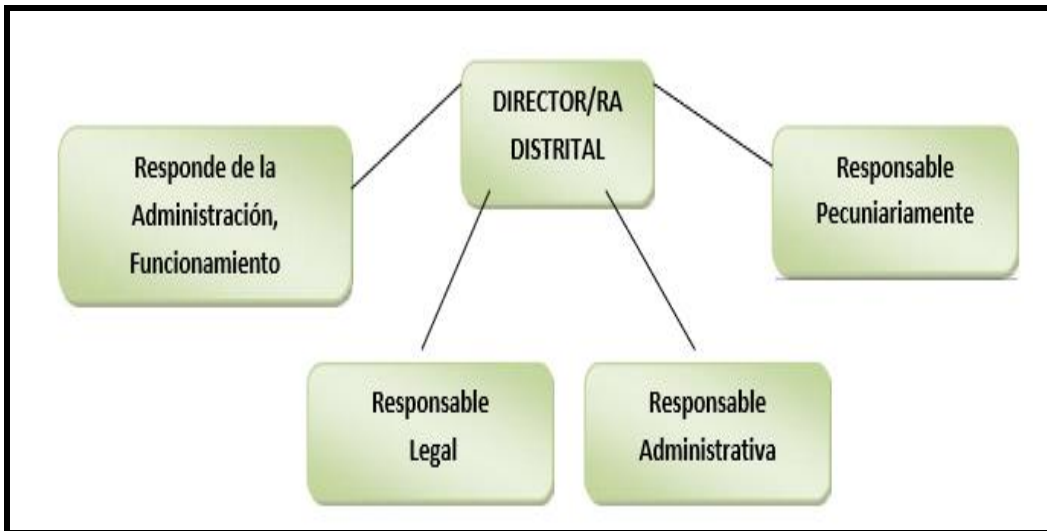 DIRECTOR/RA
DISTRITAL
Responde de la
Administración,
Funcionamiento
Responsable
Pecuniariamente
Responsable
Legal
Responsable
Administrativa